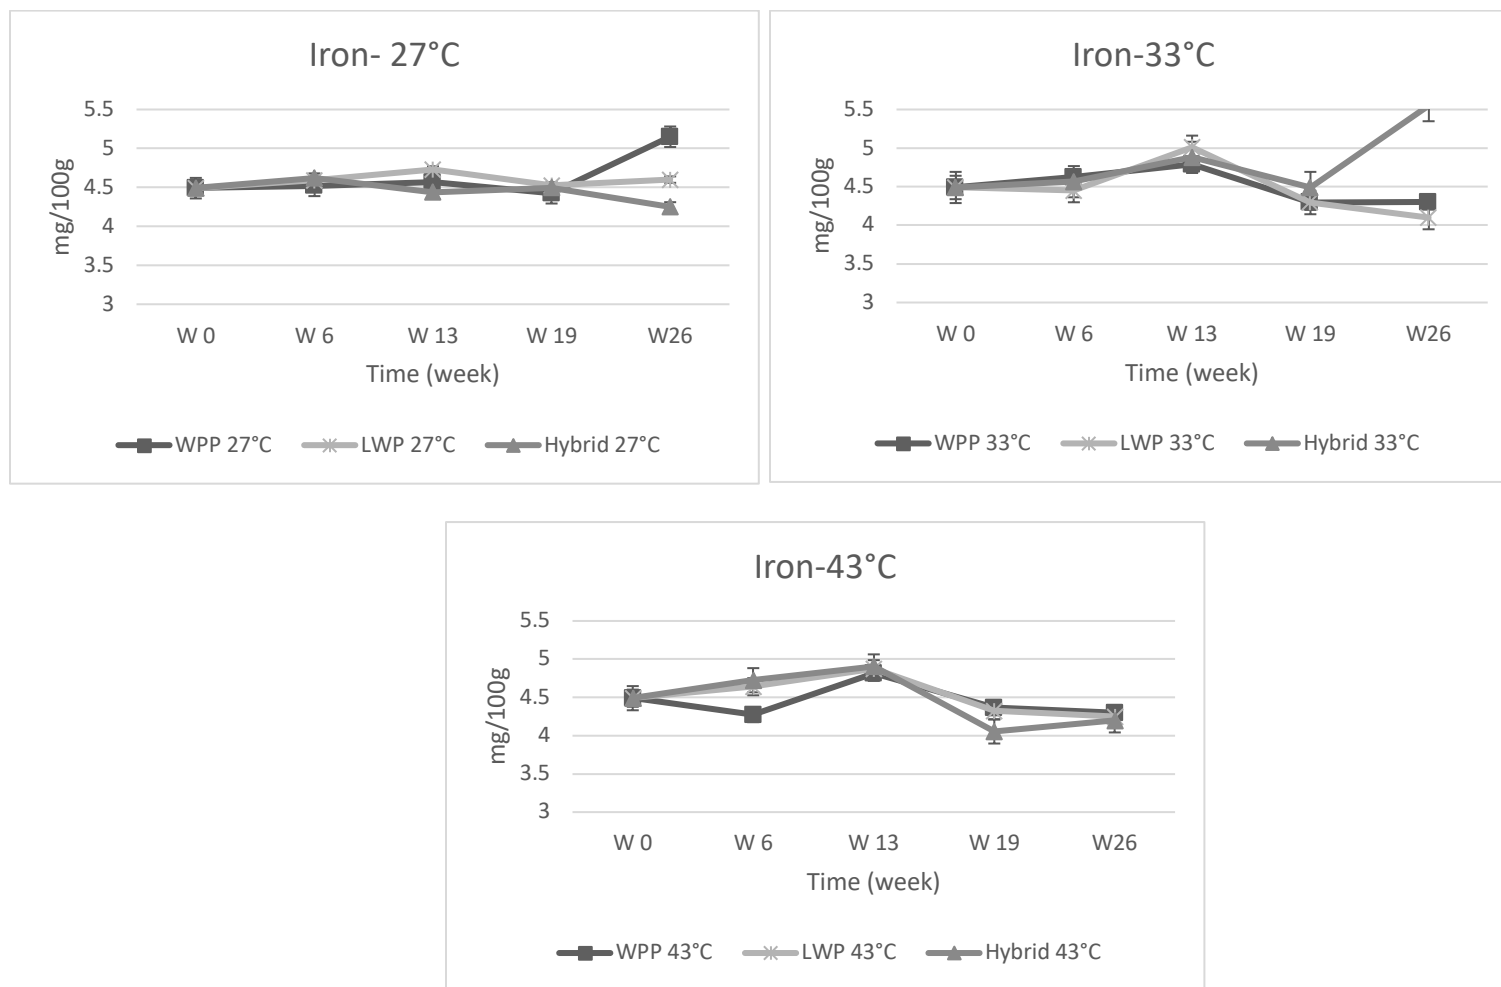 Iron- 27°C
5.5
5
4.5
4
3.5
3
mg/100g
W 0 W 6 W 13 W 19 W26
Time (week)
WPP 27°C LWP 27°C Hybrid 27°C
Iron-33°C
5.5
5
4.5
4
3.5
3
mg/100g
W 0 W 6 W 13 W 19 W26
Time (week)
WPP 33°C LWP 33°C Hybrid 33°C
Iron-43°C
5.5
5
4.5
4
3.5
3
mg/100g
W 0 W 6 W 13 W 19 W26
Time (week)
WPP 43°C LWP 43°C Hybrid 43°C